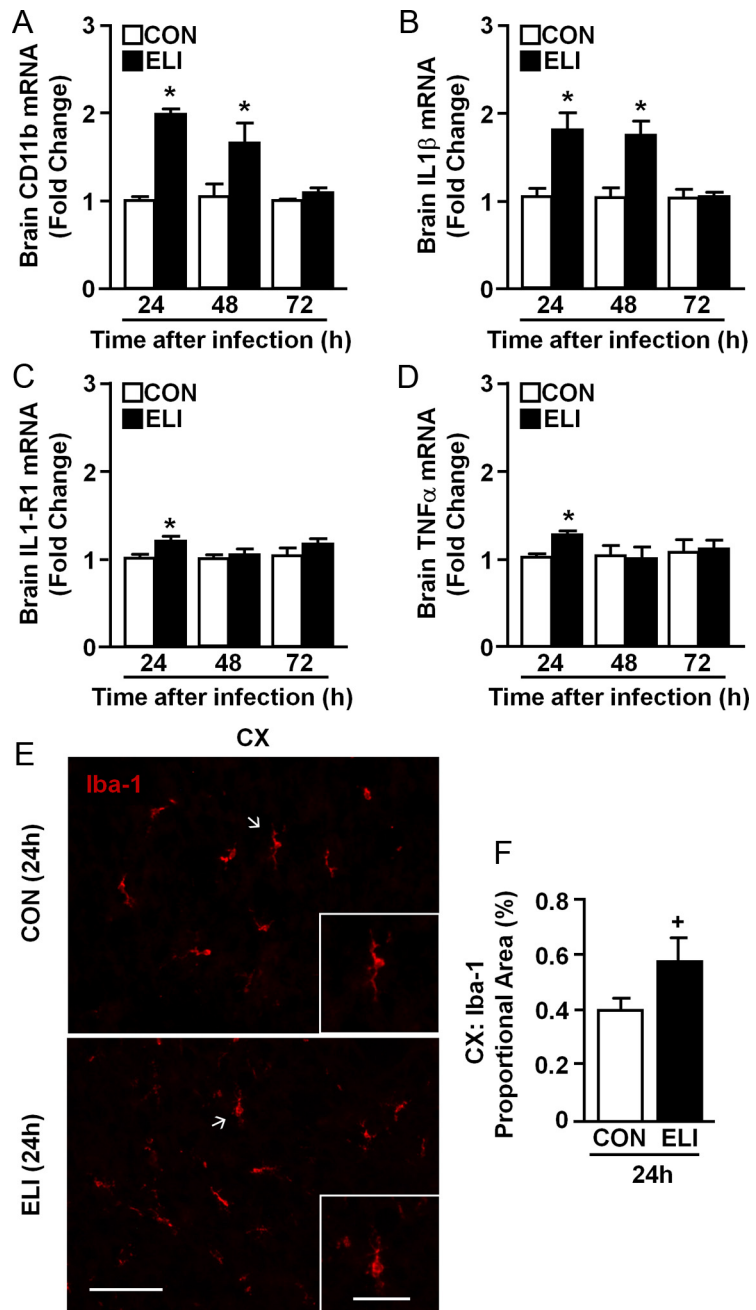 A
Brain CD11b mRNA
(Fold Change)
3
2
1
0
CON
ELI
*
*
24 48 72
Time after infection (h)
B
Brain IL1β mRNA
(Fold Change)
3
2
1
0
CON
ELI
*
*
24 48 72
Time after infection (h)
C
Brain IL1-R1 mRNA
(Fold Change)
3
2
1
0
CON
ELI
*
24 48 72
Time after infection (h)
D
Brain TNFα mRNA
(Fold Change)
3
2
1
0
CON
ELI
*
24 48 72
Time after infection (h)
E
CX
Iba-1
CON (24h)
ELI (24h)
F
CX: Iba-1
Proportional Area (%)
0.8
0.6
0.4
0.2
0
+
CON ELI
24h